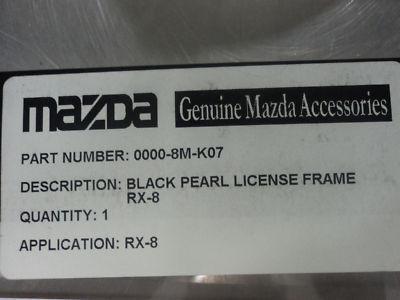 mazDa Genuine Mazda Accessories
PART NUMBER: 0000-8M-K07
DESCRIPTION: BLACK PEARL LICENSE FRAME
RX-8
QUANTITY: 1
APPLICATION: RX-8